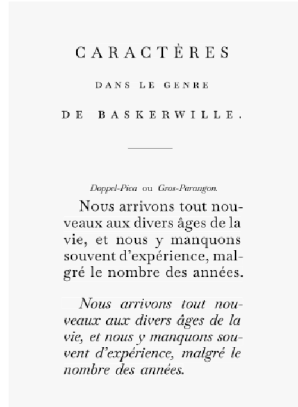 CARACTÈRES
DANS LE GENRE
DE BASKERWILLE.
Doppel-Pica ou Gros-Parangon.
Nous arrivons tout nou-
veaux aux divers âges de la
vie, et nous y manquons
souvent d'expérience, mal-
gré le nombre des années.
Nous arrivons tout nou-
veaux aux divers âges de la
vie, et nous y manquons sou-
vent d'expérience, malgré le
nombre des années.